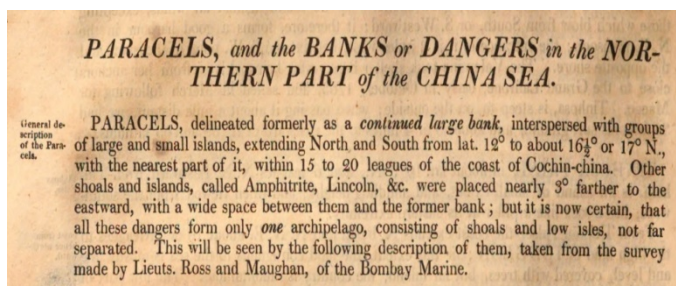 PARACELS, and the BANKS or DANGERS in the NOR-
THERN PART of the CHINA SEA.
General de-
scription
of the Para-
cels.
PARACELS, delineated formerly as a continued large bank, interspersed with groups
of large and small islands, extending North and South from lat. 12° to about 16½° or 17° N.,
with the nearest part of it, within 15 to 20 leagues of the coast of Cochin-china. Other
shoals and islands, called Amphitrite, Lincoln, &c. were placed nearly 3° farther to the
eastward, with a wide space between them and the former bank; but it is now certain, that
all these dangers form only one archipelago, consisting of shoals and low isles, not far
separated. This will be seen by the following description of them, taken from the survey
made by Lieuts. Ross and Maughan, of the Bombay Marine.